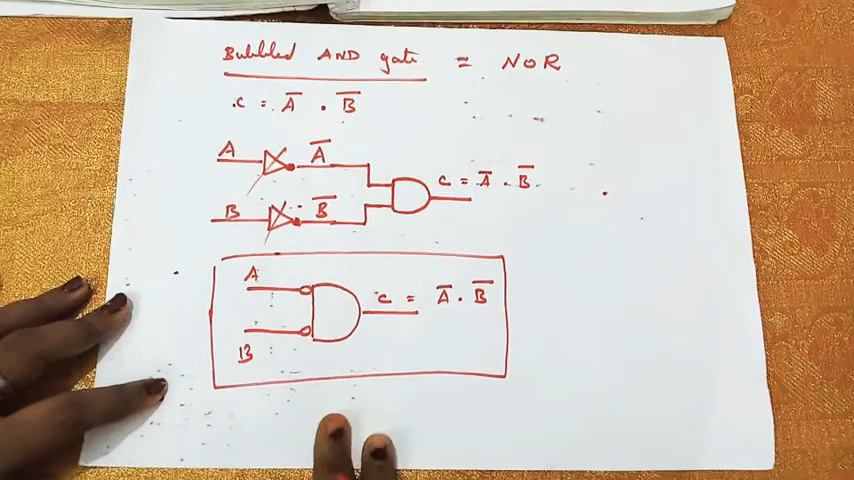 Bubbled AND gate = NOR
C = A̅ . B̅
A A̅
C = A̅ . B̅
B B̅
A
C = A̅ . B̅
B